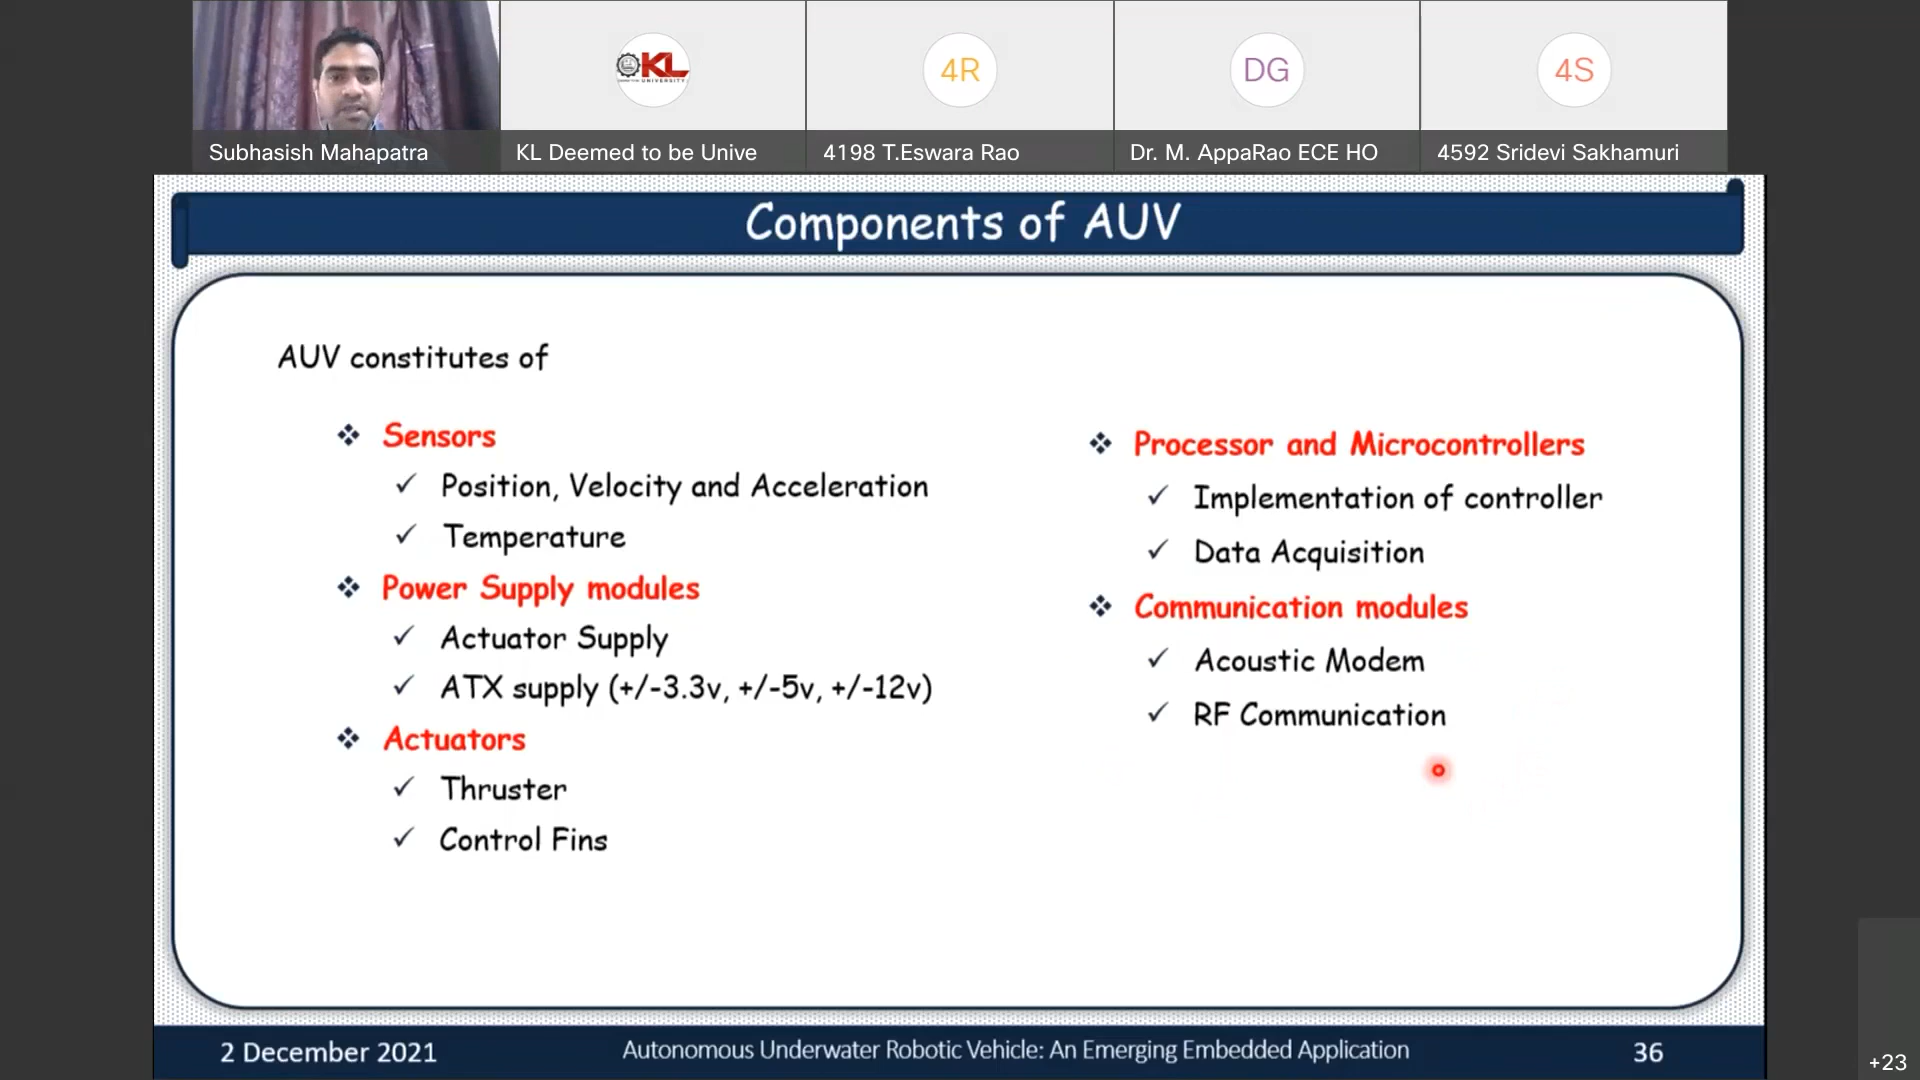 KL
UNIVERSITY
4R
DG
4S
Subhasish Mahapatra
KL Deemed to be Unive
4198 T.Eswara Rao
Dr. M. AppaRao ECE HO
4592 Sridevi Sakhamuri
Components of AUV
AUV constitutes of
Sensors
Position, Velocity and Acceleration
Temperature
Power Supply modules
Actuator Supply
ATX supply (+/-3.3v, +/-5v, +/-12v)
Actuators
Thruster
Control Fins
Processor and Microcontrollers
Implementation of controller
Data Acquisition
Communication modules
Acoustic Modem
RF Communication
2 December 2021
Autonomous Underwater Robotic Vehicle: An Emerging Embedded Application
36
+23